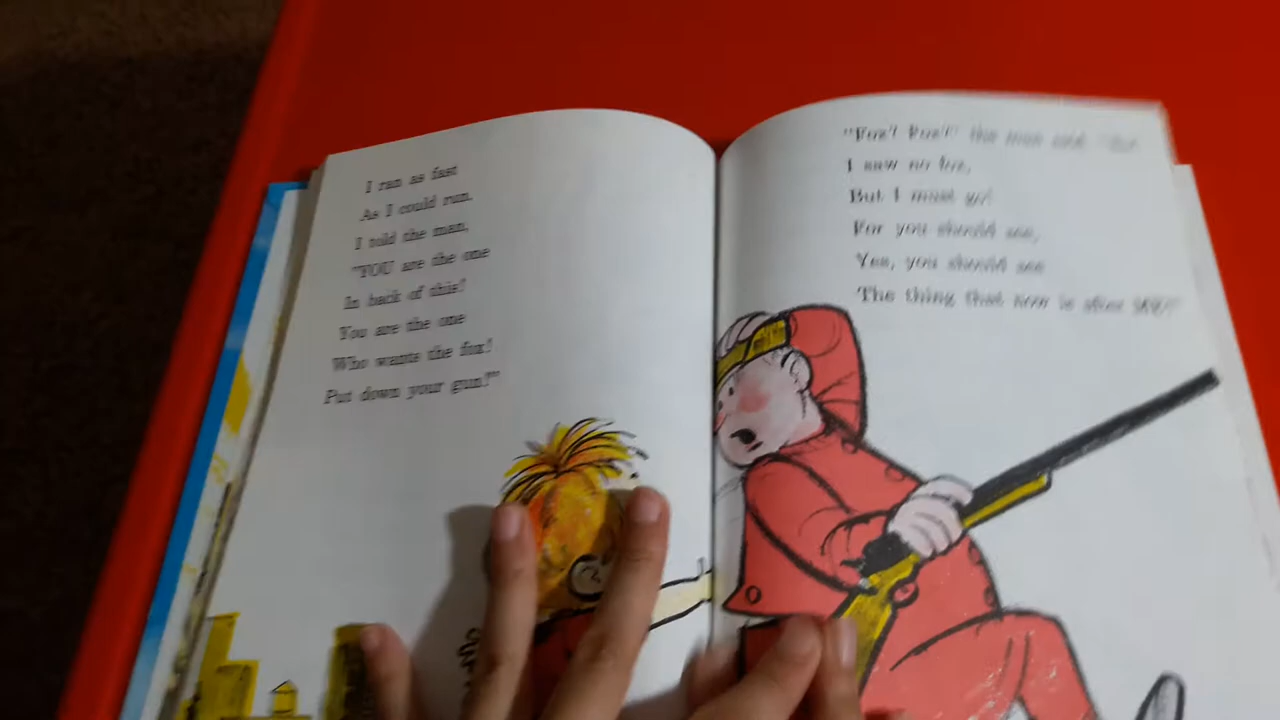 I ran as fast
As I could run.
I told the man,
"YOU are the one
In back of this!
You are the one
Who wants the fox!
Put down your gun!"
"Fox? Fox?" the man said. "
I saw no fox,
But I must go!
For you should see,
Yes, you should see
The thing that now is after ME!"